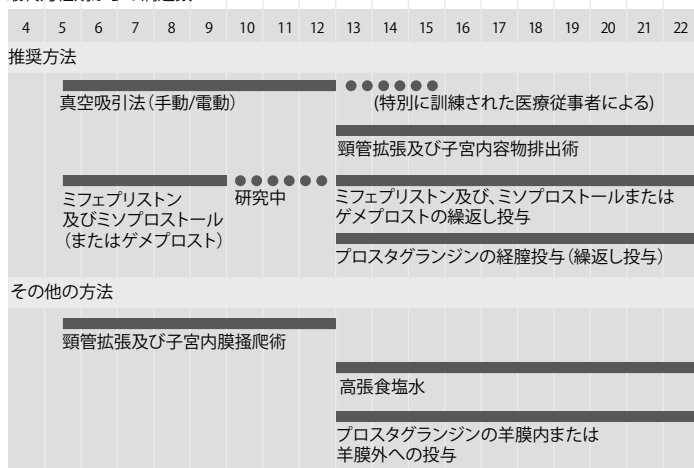 4 5 6 7 8 9 10 11 12 13 14 15 16 17 18 19 20 21 22
推奨方法
真空吸引法(手動/電動)
(特別に訓練された医療従事者による)
頸管拡張及び子宮内容物排出術
ミフェプリストン
及びミソプロストール
(またはゲメプロスト)
研究中
ミフェプリストン及び、ミソプロストールまたは
ゲメプロストの繰返し投与
プロスタグランジンの経腟投与(繰返し投与)
その他の方法
頸管拡張及び子宮内膜掻爬術
高張食塩水
プロスタグランジンの羊膜内または
羊膜外への投与